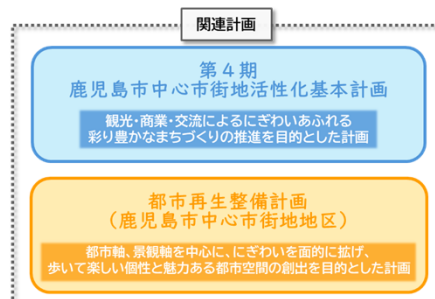 関連計画
第４期
鹿児島市中心市街地活性化基本計画
観光・商業・交流によるにぎわいあふれる
彩り豊かなまちづくりの推進を目的とした計画
都市再生整備計画
（鹿児島市中心市街地地区）
都市軸、景観軸を中心に、にぎわいを面的に拡げ、
歩いて楽しい個性と魅力ある都市空間の創出を目的とした計画